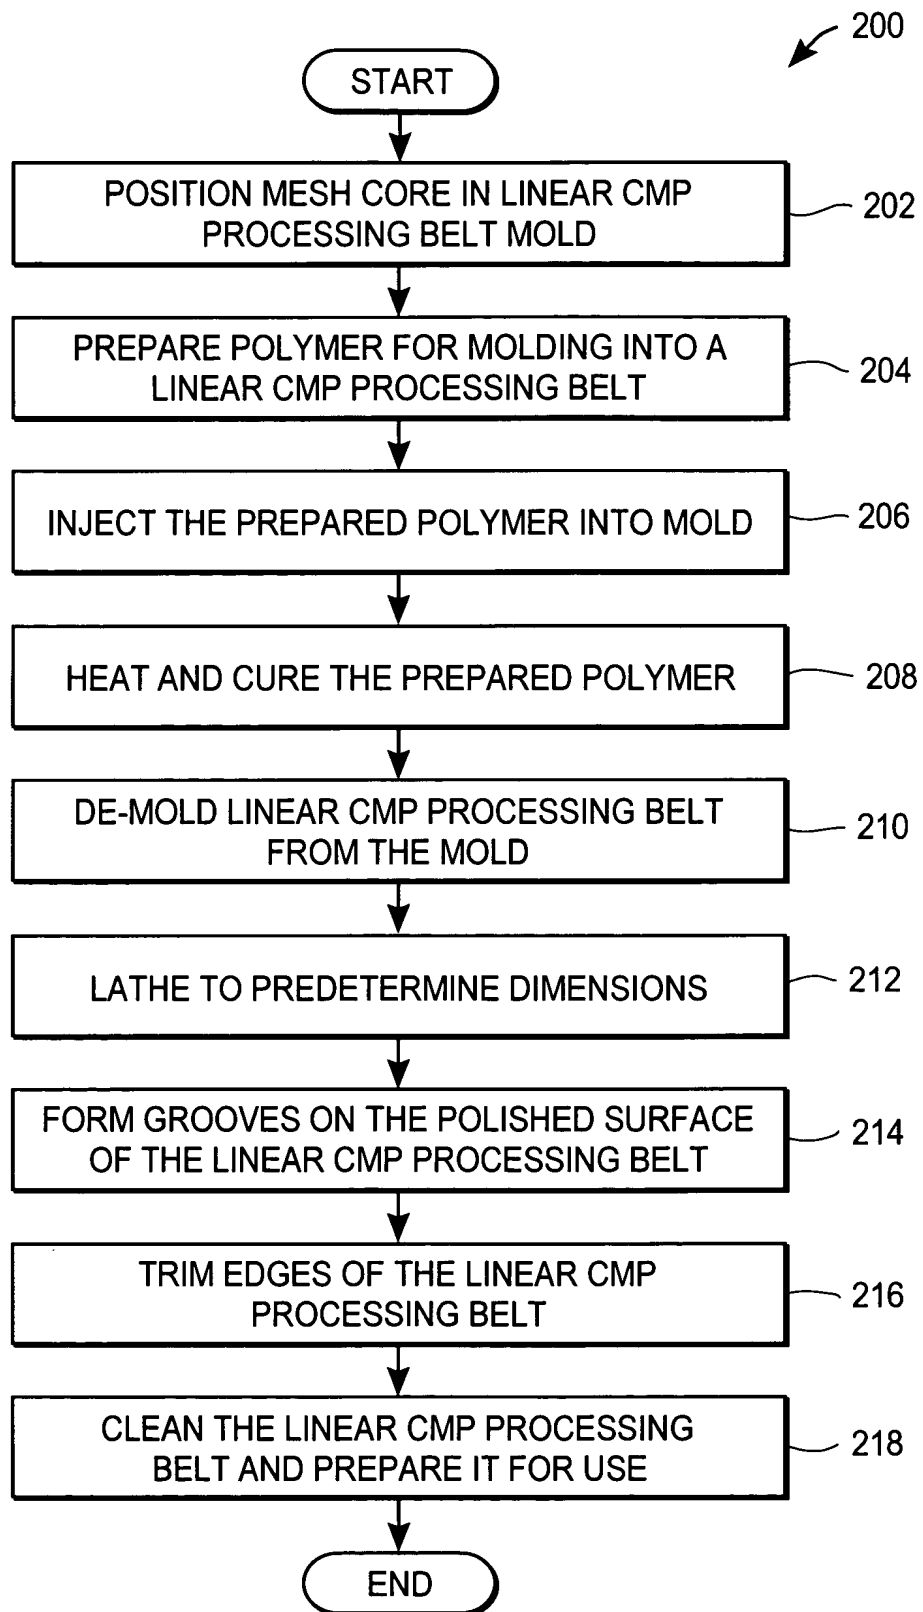 200
START
POSITION MESH CORE IN LINEAR CMP
PROCESSING BELT MOLD
202
PREPARE POLYMER FOR MOLDING INTO A
LINEAR CMP PROCESSING BELT
204
INJECT THE PREPARED POLYMER INTO MOLD
206
HEAT AND CURE THE PREPARED POLYMER
208
DE-MOLD LINEAR CMP PROCESSING BELT
FROM THE MOLD
210
LATHE TO PREDETERMINE DIMENSIONS
212
FORM GROOVES ON THE POLISHED SURFACE
OF THE LINEAR CMP PROCESSING BELT
214
TRIM EDGES OF THE LINEAR CMP
PROCESSING BELT
216
CLEAN THE LINEAR CMP PROCESSING
BELT AND PREPARE IT FOR USE
218
END